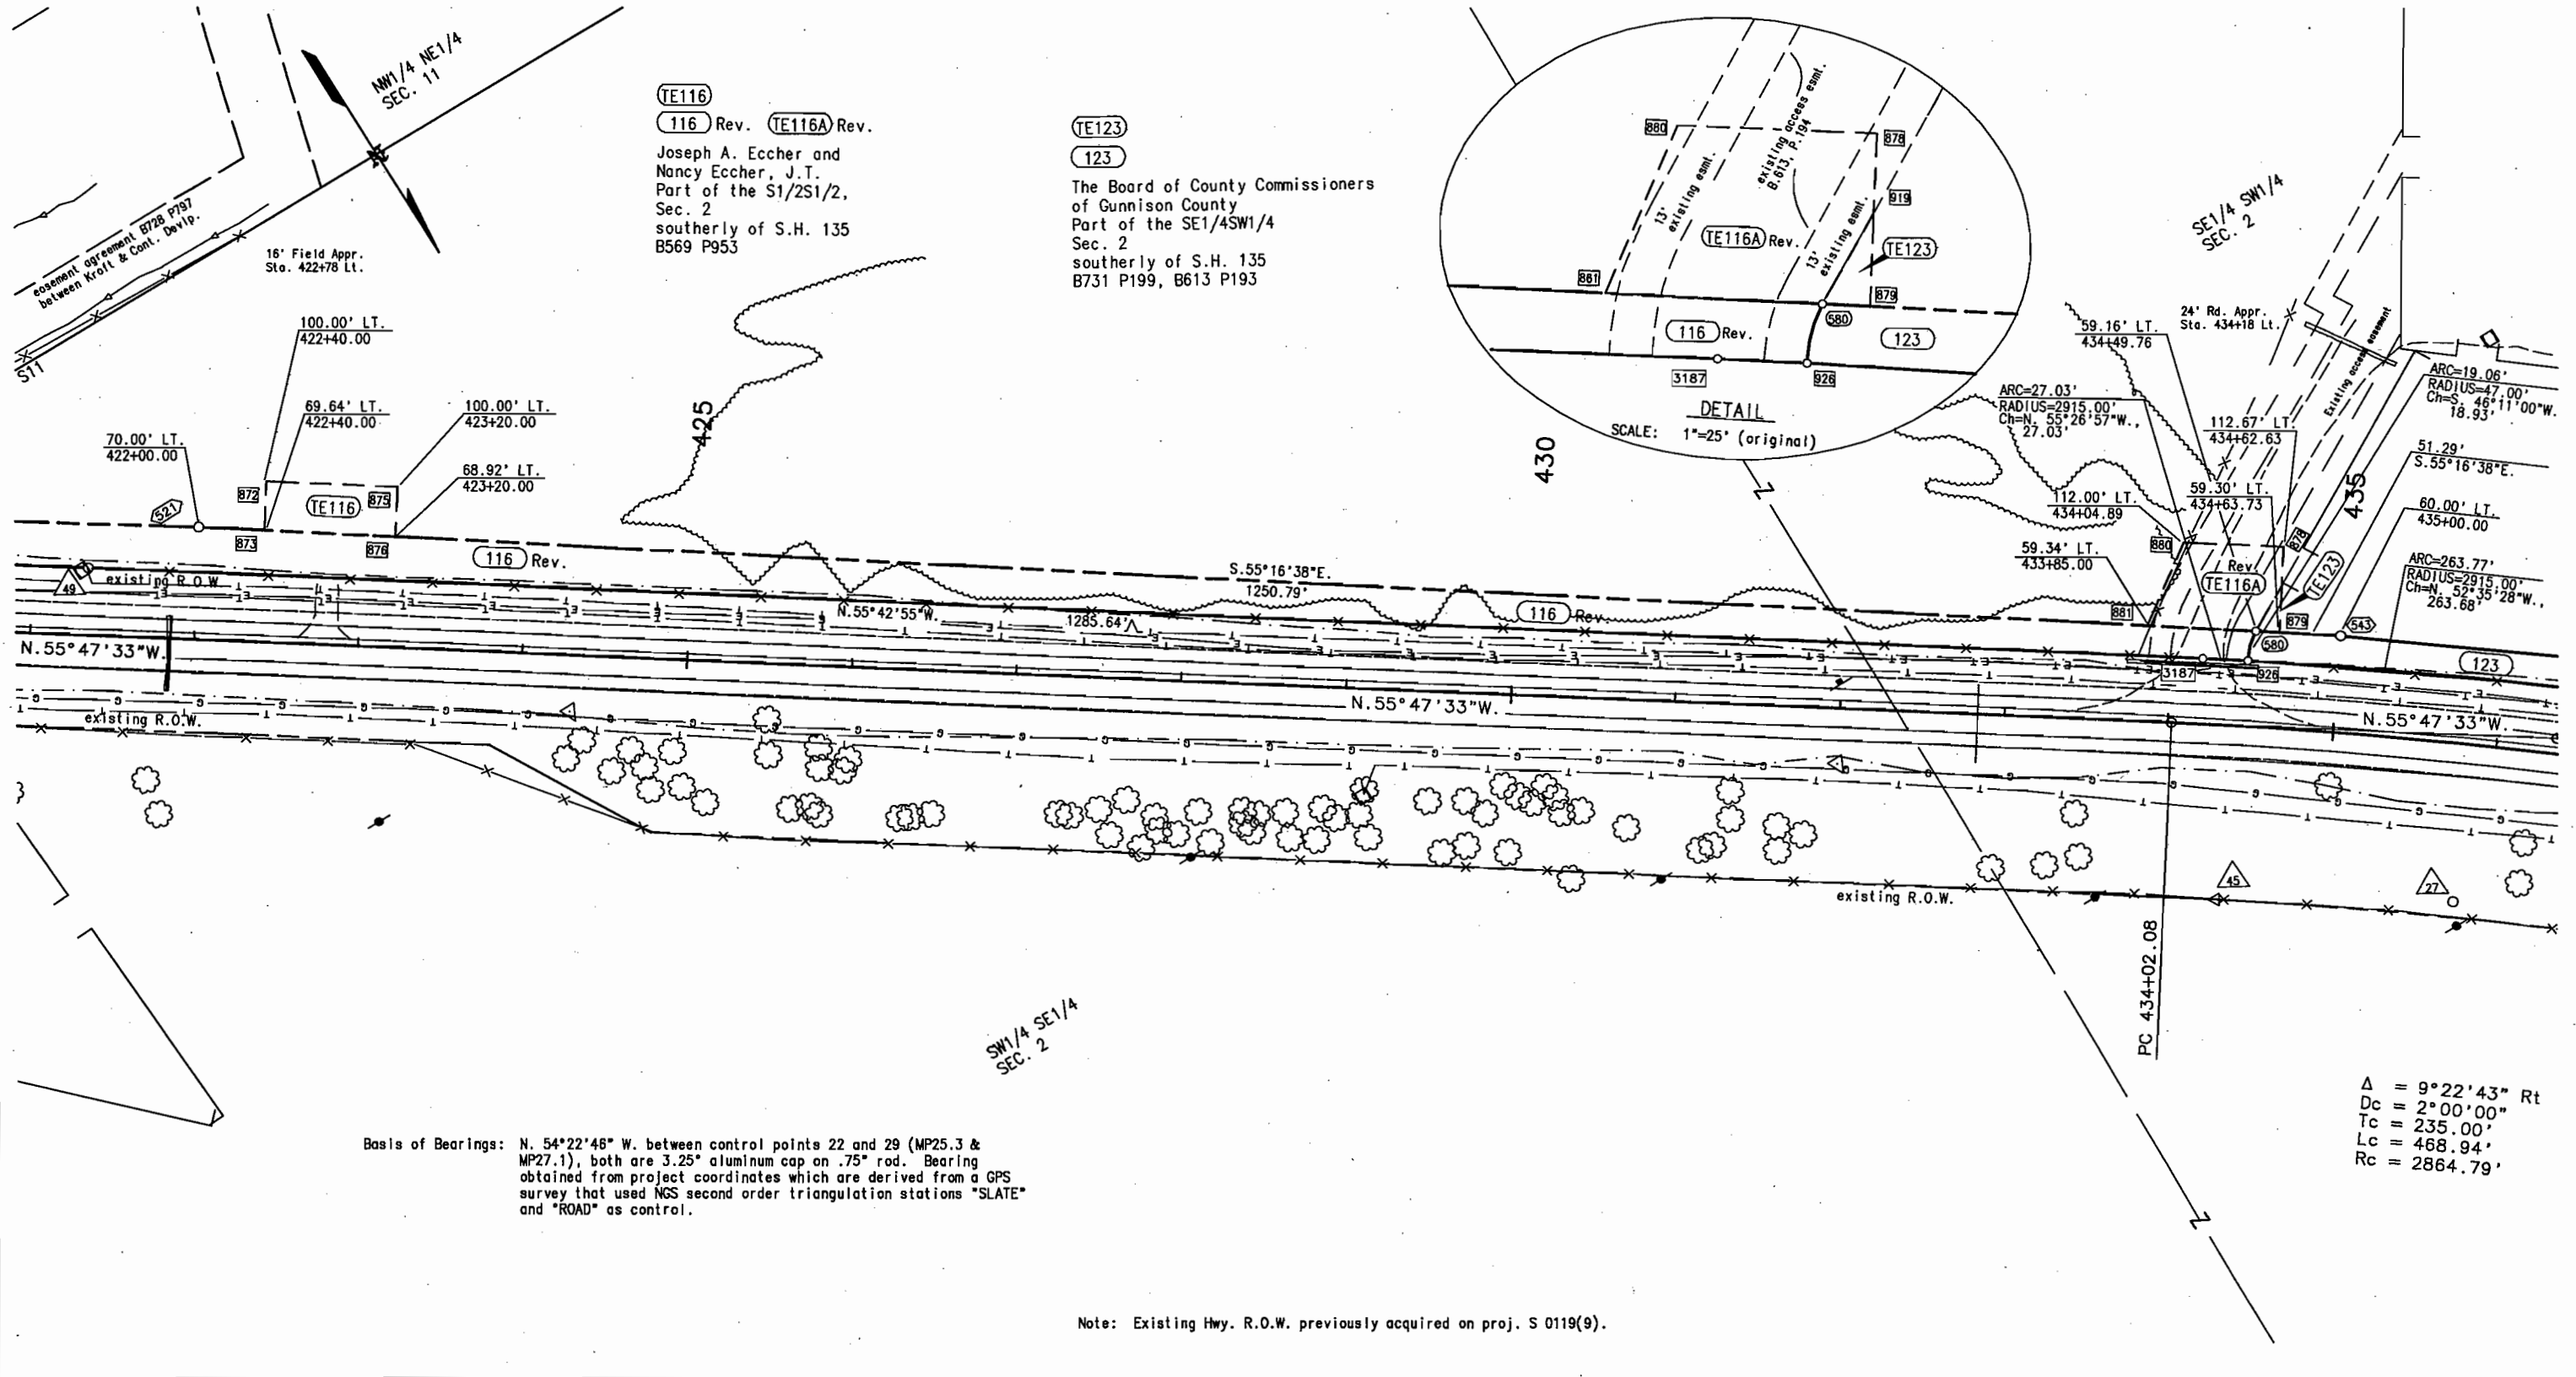 NW1/4 NE1/4
SEC. 11
easement agreement B728 P797
between Kroft & Cont. Devlp.
S11
16' Field Appr.
Sta. 422+78 Lt.
TE116
116 Rev. TE116A Rev.
Joseph A. Eccher and
Nancy Eccher, J.T.
Part of the S1/2S1/2,
Sec. 2
southerly of S.H. 135
B569 P953
TE123
123
The Board of County Commissioners
of Gunnison County
Part of the SE1/4SW1/4
Sec. 2
southerly of S.H. 135
B731 P199, B613 P193
880
878
919
861
879
580
13'
existing esmt.
existing access esmt.
B.613, P.194
13'
existing esmt.
TE116A Rev.
TE123
116 Rev.
123
3187
926
DETAIL
SCALE: 1"=25' (original)
SE1/4 SW1/4
SEC. 2
24' Rd. Appr.
Sta. 434+18 Lt.
Existing access easement
100.00' LT.
422+40.00
69.64' LT.
422+40.00
100.00' LT.
423+20.00
70.00' LT.
422+00.00
68.92' LT.
423+20.00
521
872
873
TE116
875
876
116 Rev.
425
430
435
59.16' LT.
434+49.76
ARC=27.03'
RADIUS=2915.00'
Ch=N. 55°26'57"W.,
27.03'
112.67' LT.
434+62.63
112.00' LT.
434+04.89
59.30' LT.
434+63.73
59.34' LT.
433+85.00
ARC=19.06'
RADIUS=47.00'
Ch=S. 46°11'00"W.
18.93'
51.29'
S.55°16'38"E.
60.00' LT.
435+00.00
ARC=263.77'
RADIUS=2915.00'
Ch=N. 52°35'28"W.,
263.68'
880
881
878
Rev.
TE116A
TE123
879
580
543
3187
926
123
49
existing R.O.W.
S.55°16'38"E.
1250.79'
N.55°42'55"W.
1285.64'
116 Rev.
N.55°47'33"W.
N.55°47'33"W.
N.55°47'33"W.
existing R.O.W.
existing R.O.W.
45
27
PC 434+02.08
SW1/4 SE1/4
SEC. 2
Δ = 9°22'43" Rt
Dc = 2°00'00"
Tc = 235.00'
Lc = 468.94'
Rc = 2864.79'
Basis of Bearings: N. 54°22'46" W. between control points 22 and 29 (MP25.3 &
MP27.1), both are 3.25" aluminum cap on .75" rod. Bearing
obtained from project coordinates which are derived from a GPS
survey that used NGS second order triangulation stations "SLATE"
and "ROAD" as control.
Note: Existing Hwy. R.O.W. previously acquired on proj. S 0119(9).